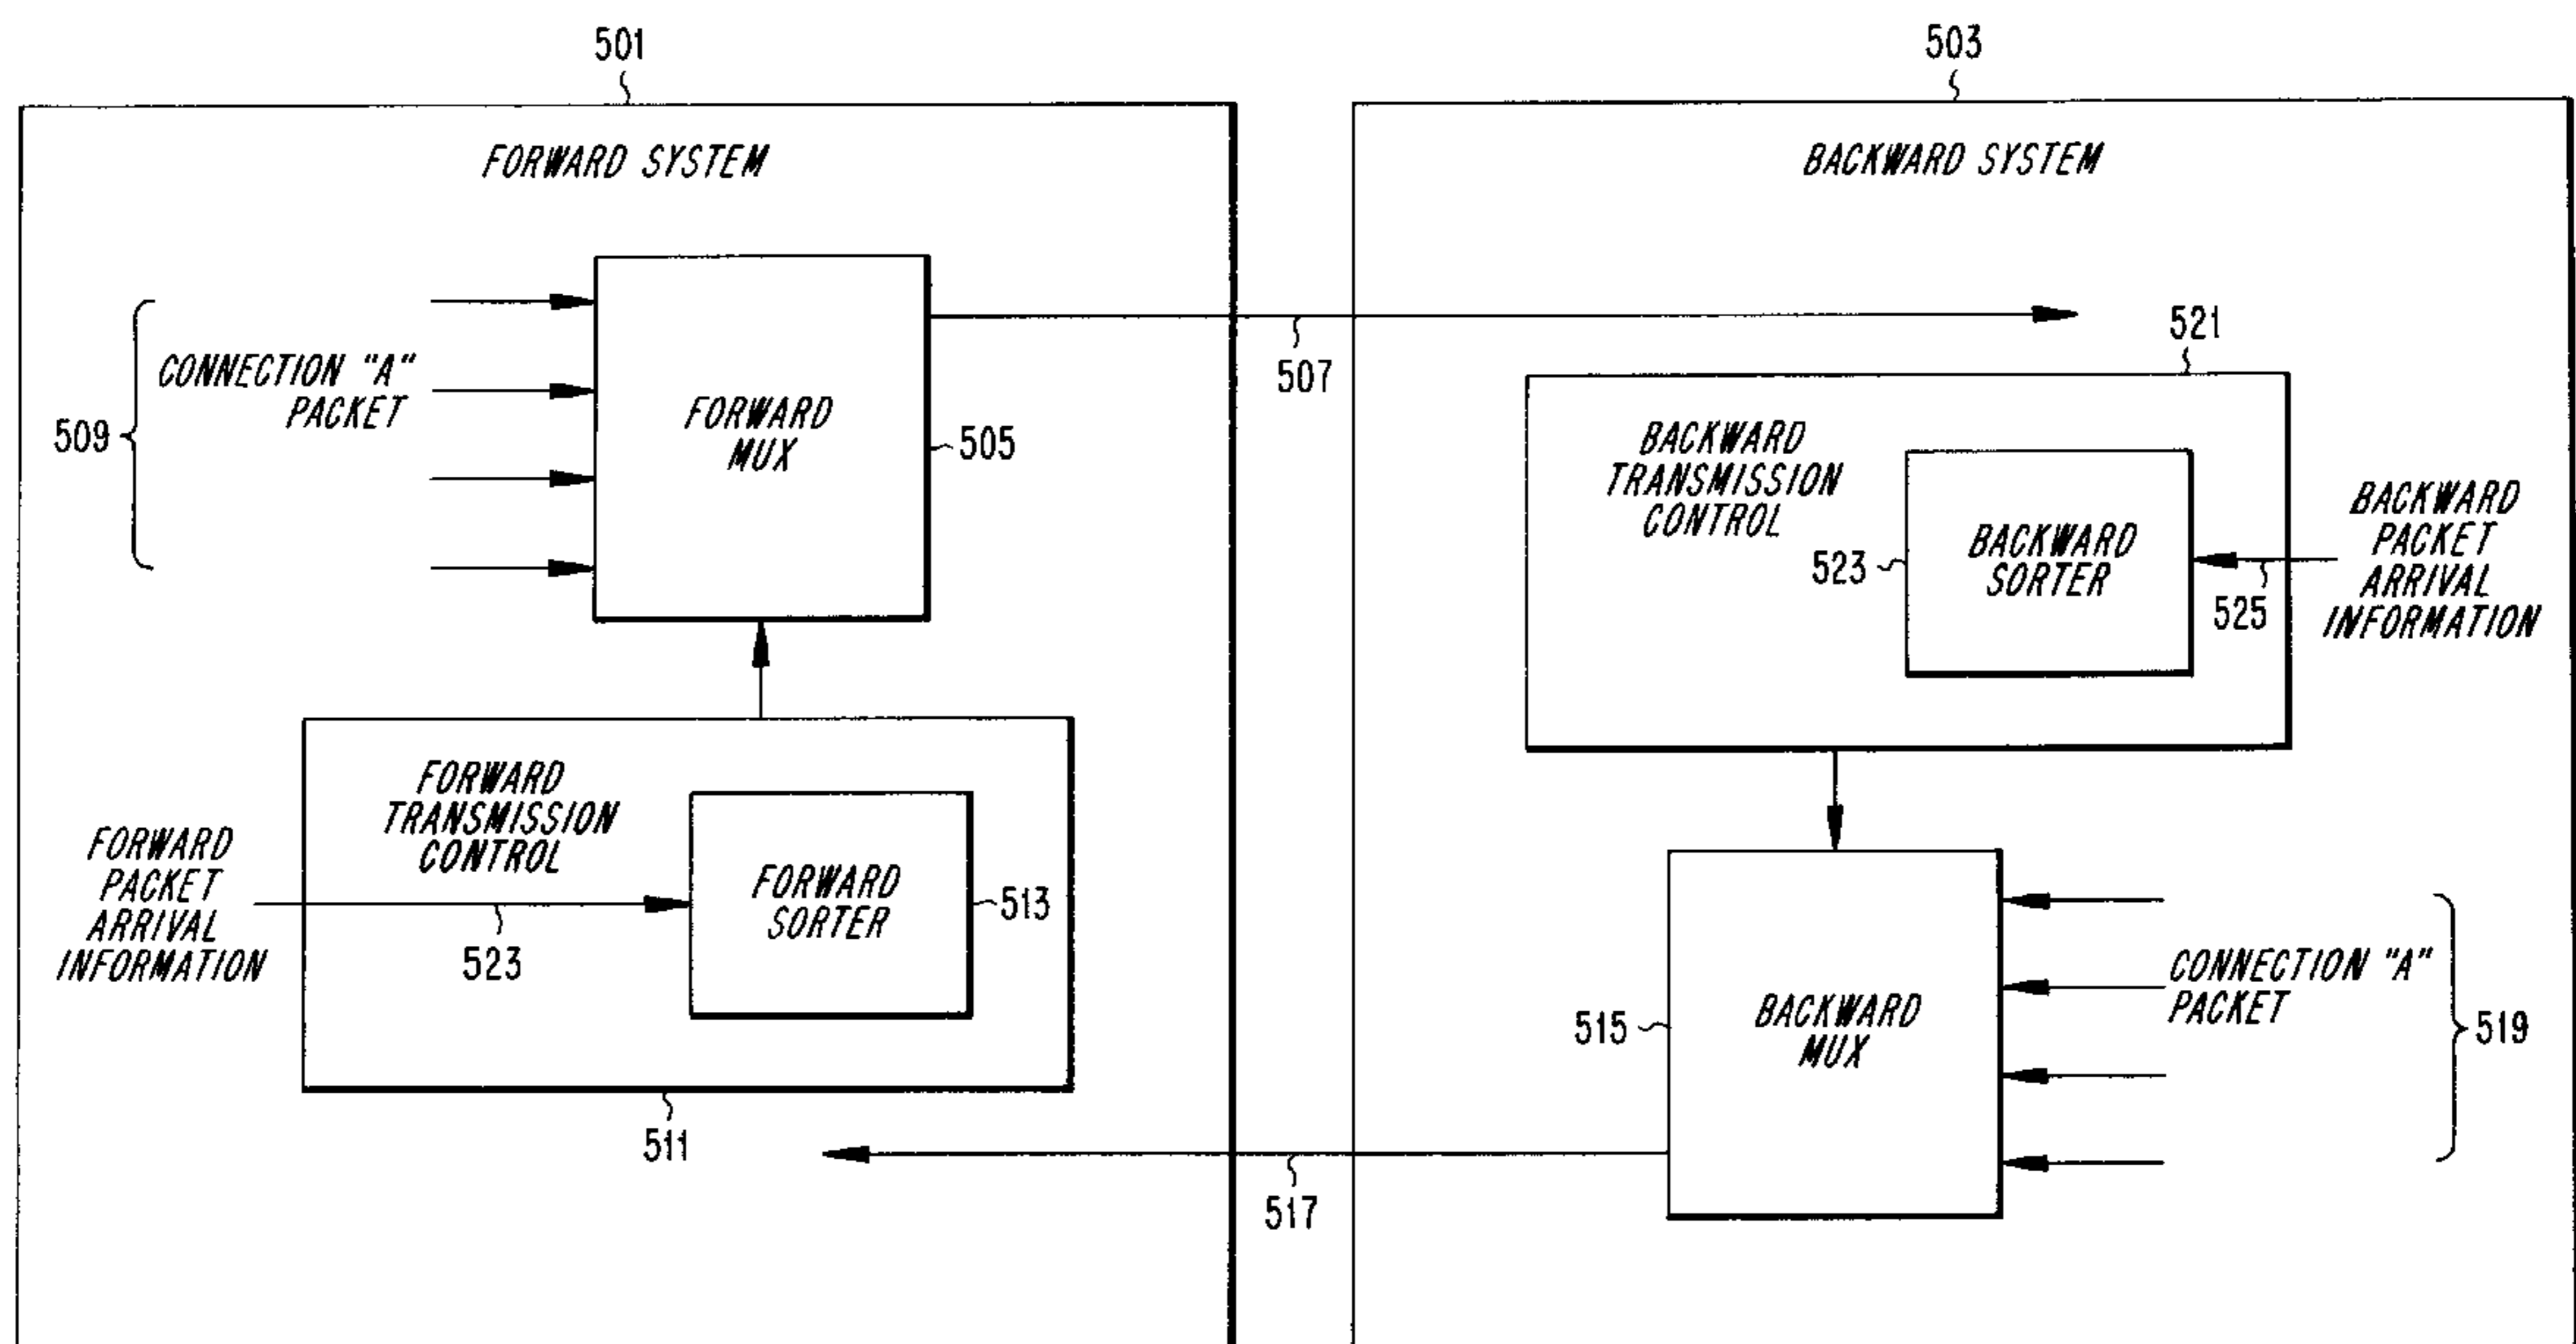 501
FORWARD SYSTEM
509
CONNECTION "A"
PACKET
FORWARD
MUX
505
507
FORWARD
TRANSMISSION
CONTROL
FORWARD
PACKET
ARRIVAL
INFORMATION
523
FORWARD
SORTER
513
511
503
BACKWARD SYSTEM
521
BACKWARD
TRANSMISSION
CONTROL
523
BACKWARD
SORTER
525
BACKWARD
PACKET
ARRIVAL
INFORMATION
515
BACKWARD
MUX
CONNECTION "A"
PACKET
519
517